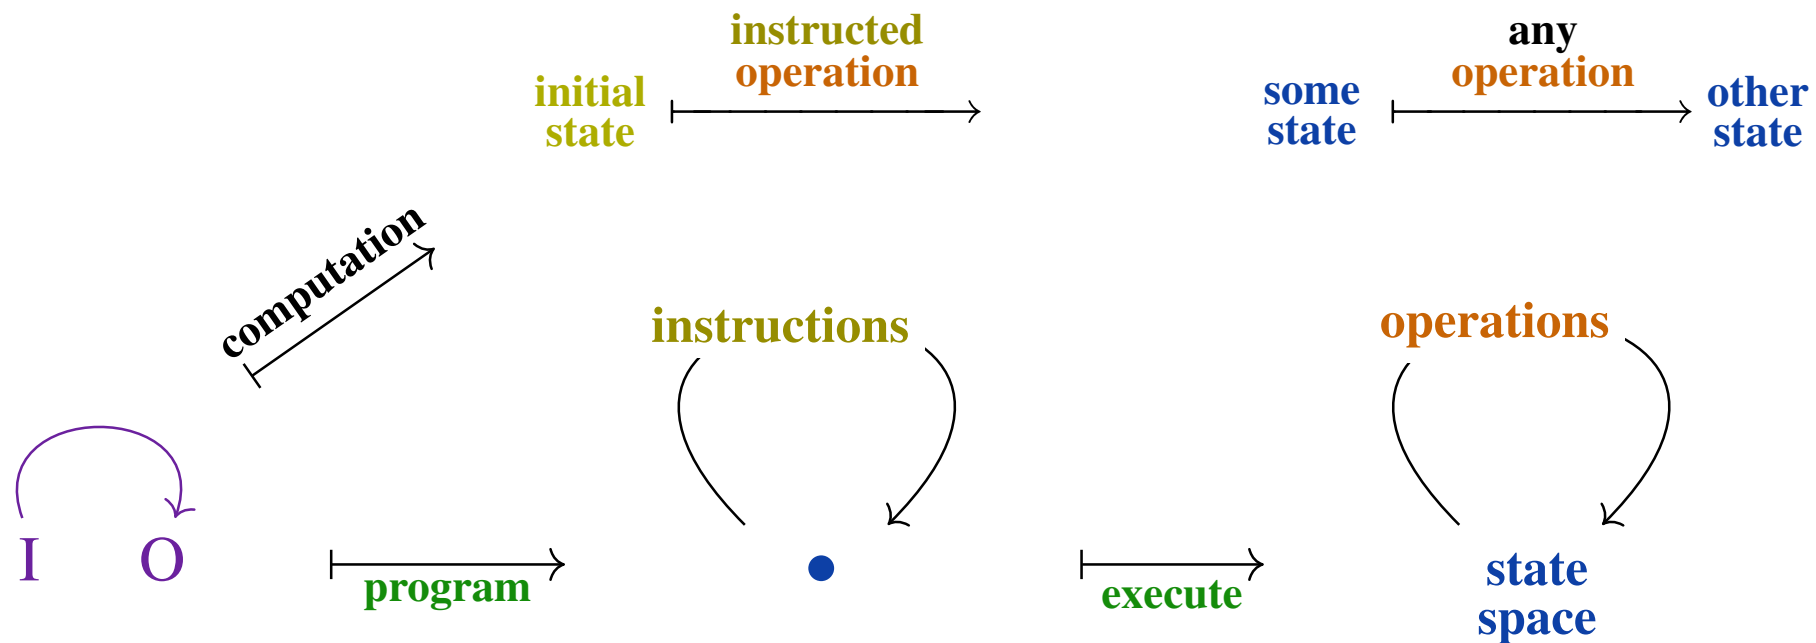 instructed
operation
initial
state
any
operation
some
state
other
state
computation
instructions
operations
I O
program
execute
state
space